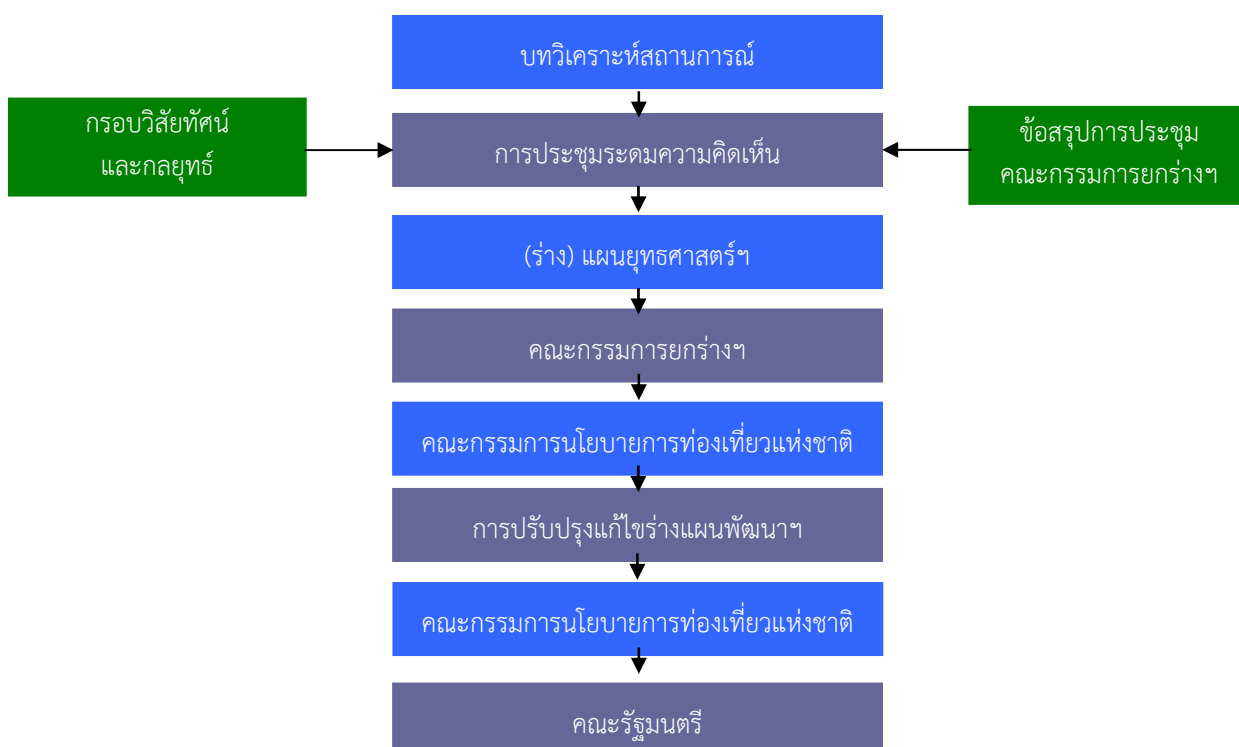 บทวิเคราะห์สถานการณ์
กรอบวิสัยทัศน์
และกลยุทธ์
การประชุมระดมความคิดเห็น
ข้อสรุปการประชุม
คณะกรรมการยกร่างฯ
(ร่าง) แผนยุทธศาสตร์ฯ
คณะกรรมการยกร่างฯ
คณะกรรมการนโยบายการท่องเที่ยวแห่งชาติ
การปรับปรุงแก้ไขร่างแผนพัฒนาฯ
คณะกรรมการนโยบายการท่องเที่ยวแห่งชาติ
คณะรัฐมนตรี